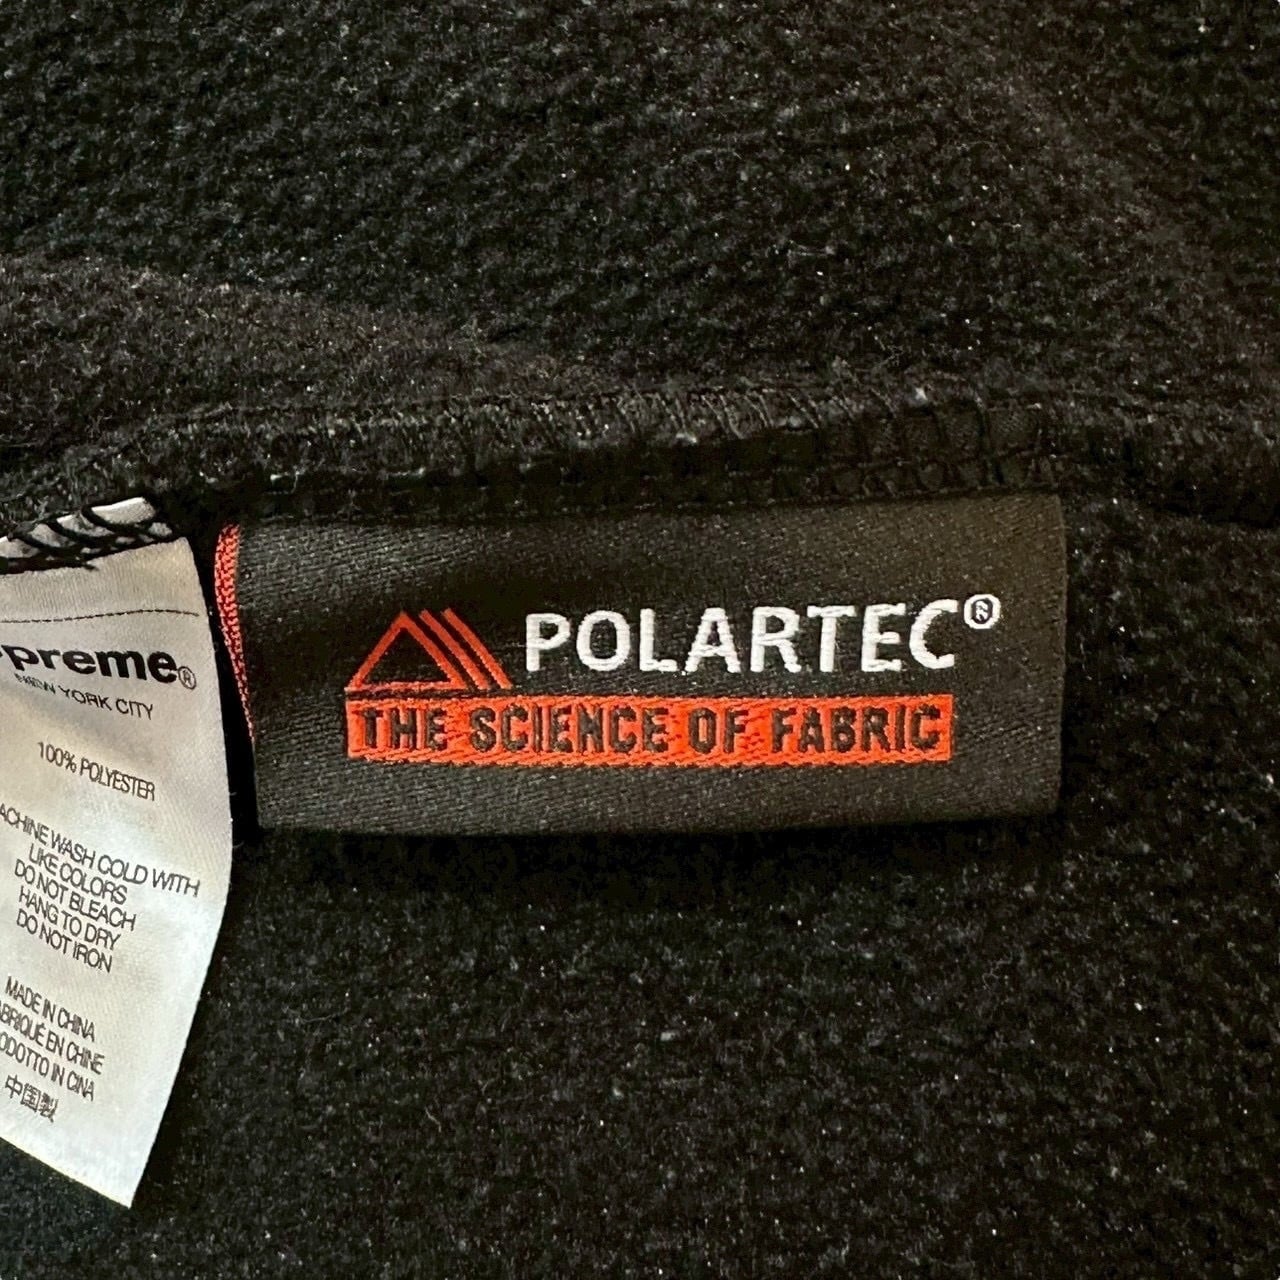 preme®
NEW YORK CITY
100% POLYESTER
ACHINE WASH COLD WITH
LIKE COLORS
DO NOT BLEACH
HANG TO DRY
DO NOT IRON
MADE IN CHINA
ABRIQUÉ EN CHINE
ODOTTO IN CINA
中国製
POLARTEC®
THE SCIENCE OF FABRIC